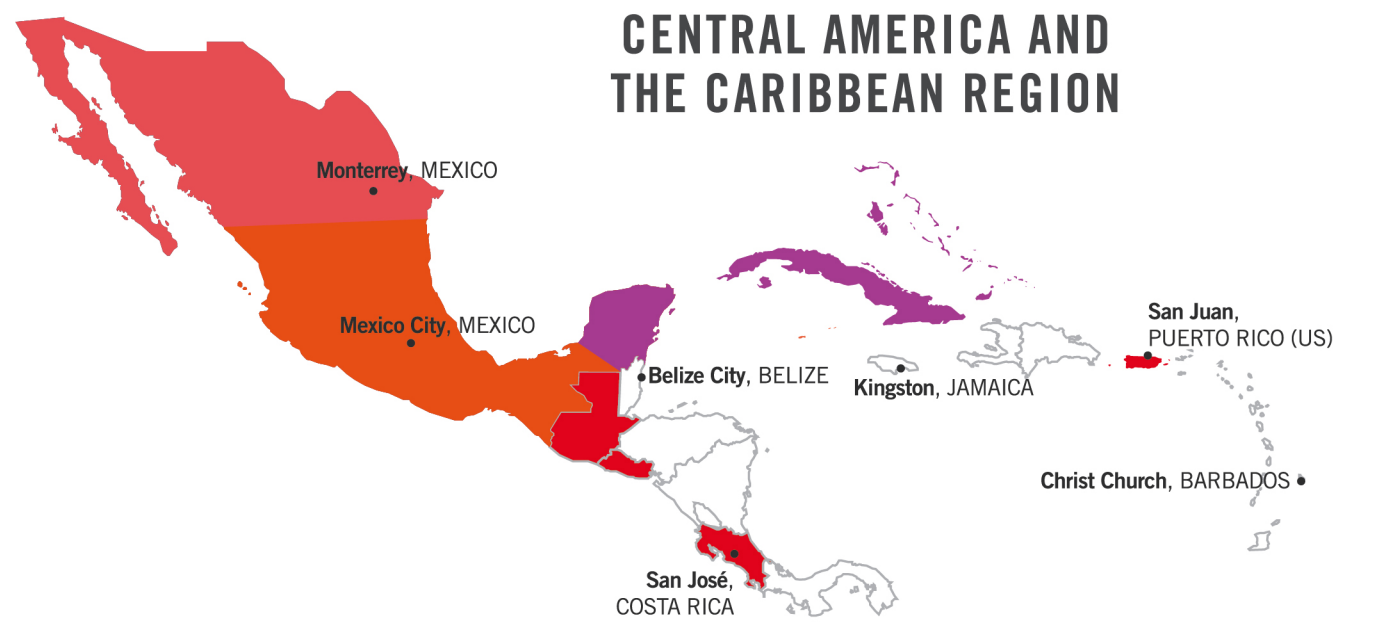 CENTRAL AMERICA AND
THE CARIBBEAN REGION
Monterrey, MEXICO
Mexico City, MEXICO
San Juan,
PUERTO RICO (US)
Belize City, BELIZE
Kingston, JAMAICA
Christ Church, BARBADOS
San José,
COSTA RICA